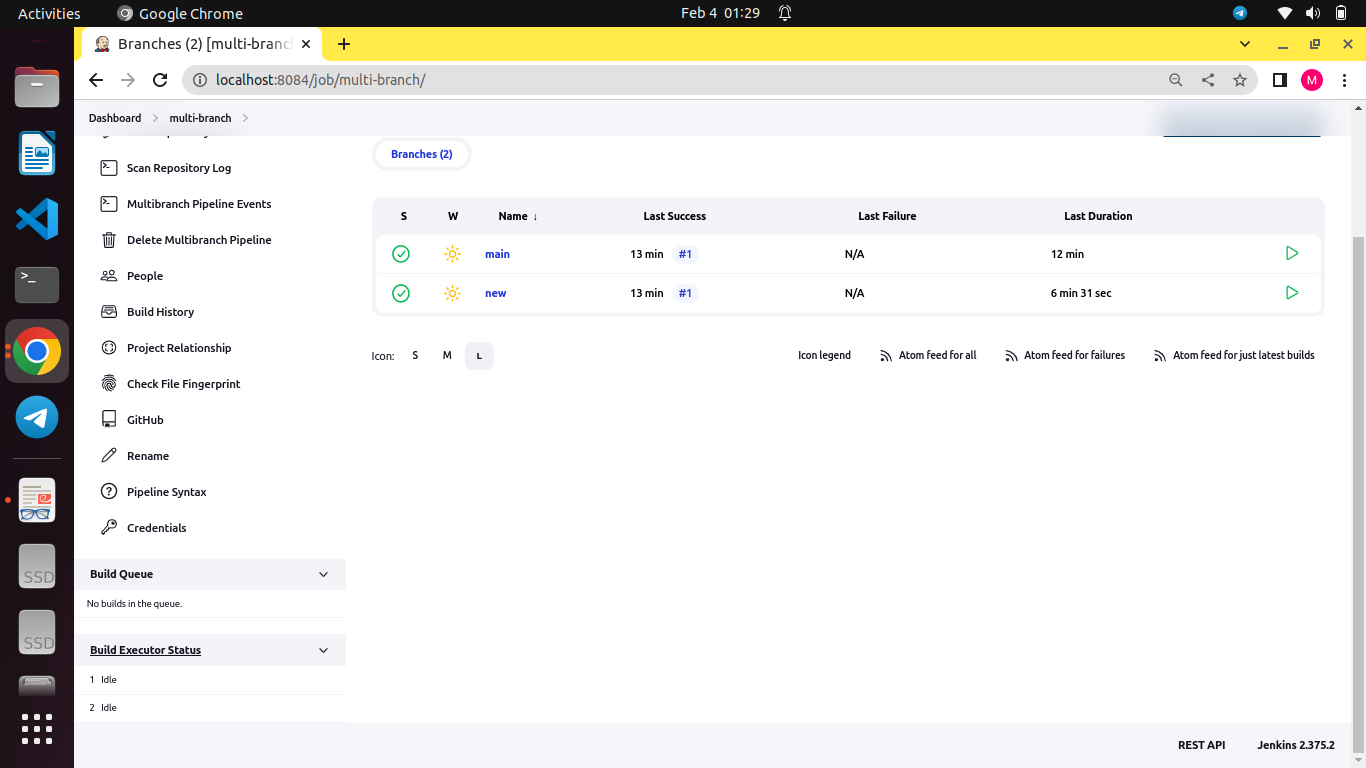 Activities
Google Chrome
Feb 4 01:29
Branches (2) [multi-branc
localhost:8084/job/multi-branch/
M
Dashboard
multi-branch
Scan Repository Log
Multibranch Pipeline Events
Delete Multibranch Pipeline
People
Build History
Project Relationship
Check File Fingerprint
GitHub
Rename
Pipeline Syntax
Credentials
Build Queue
No builds in the queue.
Build Executor Status
1 Idle
2 Idle
Branches (2)
S W Name ↓ Last Success Last Failure Last Duration
main 13 min #1 N/A 12 min
new 13 min #1 N/A 6 min 31 sec
Icon: S M L
Icon legend
Atom feed for all
Atom feed for failures
Atom feed for just latest builds
SSD
SSD
REST API
Jenkins 2.375.2